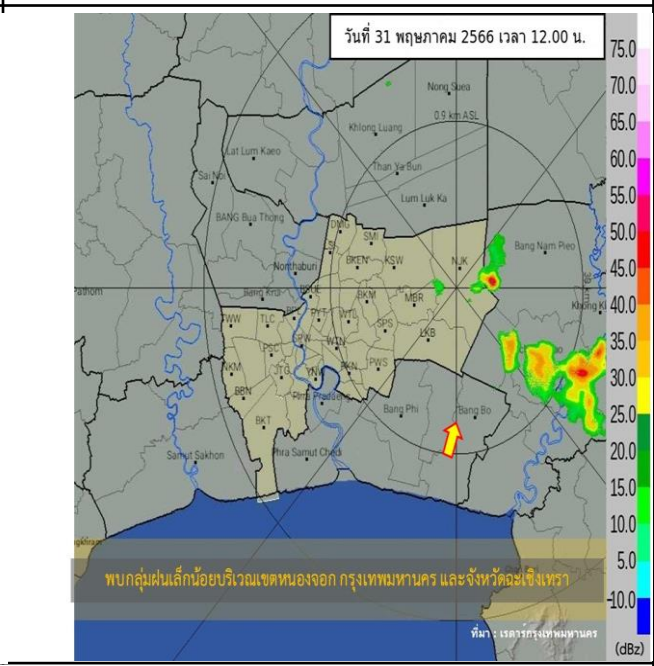 วันที่ 31 พฤษภาคม 2566 เวลา 12.00 น.
75.0
Nong Suea
70.0
0.9 km ASL
65.0
Khlong Luang
Lat Lum Kaeo
60.0
Than Ya Buri
Sai Noi
55.0
Lum Luk Ka
BANG Bua Thong
DMG
50.0
SMI
Bang Nam Pieo
BKEN
KSW
NJK
45.0
Nonthaburi
Pathom
BKM
MBR
40.0
TWW
TLC
PYT
WTL
SPS
35.0
LKB
PSC
WTN
30.0
NKM
JTG
YNW
PKN
PWS
BBN
25.0
Bang Phi
Bang Bo
BKT
20.0
Samut Sakhon
Phra Samut Chedi
15.0
10.0
5.0
พบกลุ่มฝนเล็กน้อยบริเวณเขตหนองจอก กรุงเทพมหานคร และจังหวัดฉะเชิงเทรา
-10.0
ที่มา : เรดาร์กรุงเทพมหานคร
(dBz)